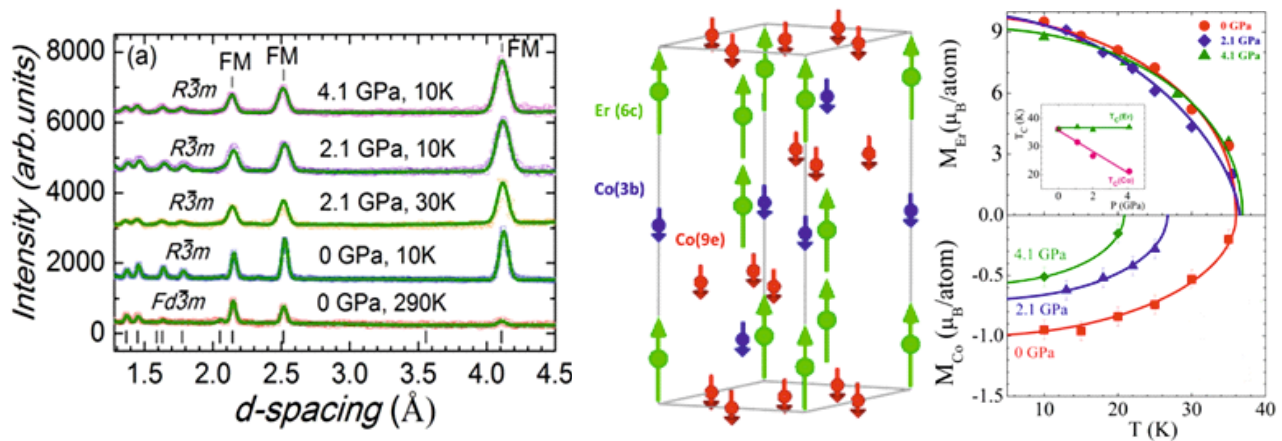 (a)
FM
FM
FM
R3̅m
4.1 GPa, 10K
R3̅m
2.1 GPa, 10K
R3̅m
2.1 GPa, 30K
R3̅m
0 GPa, 10K
Fd3̅m
0 GPa, 290K
8000
6000
4000
2000
0
Intensity (arb.units)
1.5 2.0 2.5 3.0 3.5 4.0 4.5
d-spacing (Å)
Er (6c)
Co(3b)
Co(9e)
0 GPa
2.1 GPa
4.1 GPa
9
6
3
0
M_Er (μ_B/atom)
T_C (K)
40
30
20
T_C(Er)
T_C(Co)
0 2 4
P (GPa)
4.1 GPa
2.1 GPa
0 GPa
-0.5
-1.0
-1.5
M_Co (μ_B/atom)
10 20 30 40
T (K)